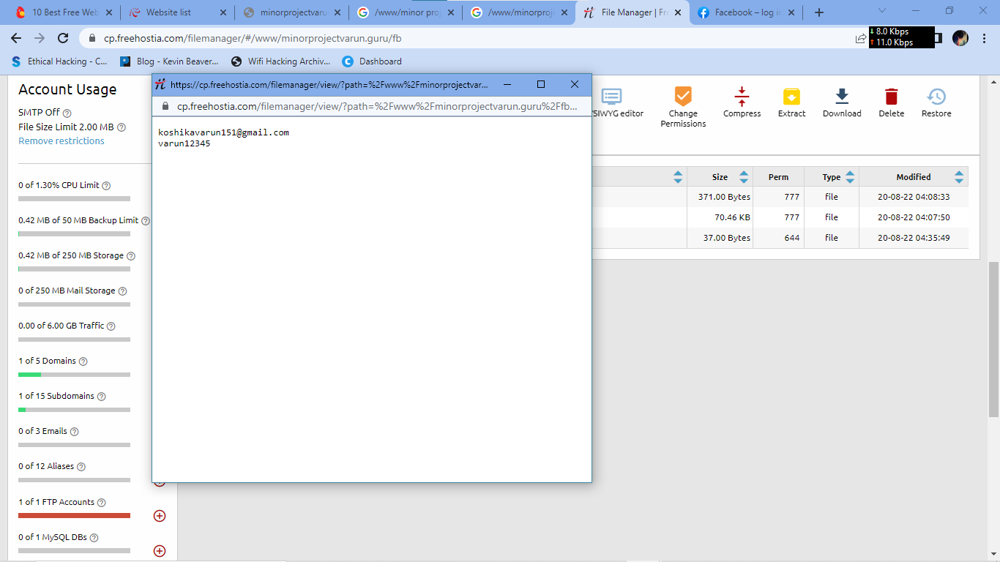 10 Best Free Web
Website list
minorprojectvaru
/www/minor proj
/www/minorproje
File Manager | Fre
Facebook – log in
cp.freehostia.com/filemanager/#/www/minorprojectvarun.guru/fb
8.0 Kbps
11.0 Kbps
Ethical Hacking - C...
Blog - Kevin Beaver...
Wifi Hacking Archiv...
Dashboard
Account Usage
SMTP Off
File Size Limit 2.00 MB
Remove restrictions
0 of 1.30% CPU Limit
0.42 MB of 50 MB Backup Limit
0.42 MB of 250 MB Storage
0 of 250 MB Mail Storage
0.00 of 6.00 GB Traffic
1 of 5 Domains
1 of 15 Subdomains
0 of 3 Emails
0 of 12 Aliases
1 of 1 FTP Accounts
0 of 1 MySQL DBs
https://cp.freehostia.com/filemanager/view/?path=%2Fwww%2Fminorprojectvar...
cp.freehostia.com/filemanager/view/?path=%2Fwww%2Fminorprojectvarun.guru%2Ffb...
koshikavarun151@gmail.com
varun12345
SIWYG editor
Change
Permissions
Compress
Extract
Download
Delete
Restore
Size Perm Type Modified
371.00 Bytes 777 file 20-08-22 04:08:33
70.46 KB 777 file 20-08-22 04:07:50
37.00 Bytes 644 file 20-08-22 04:35:49